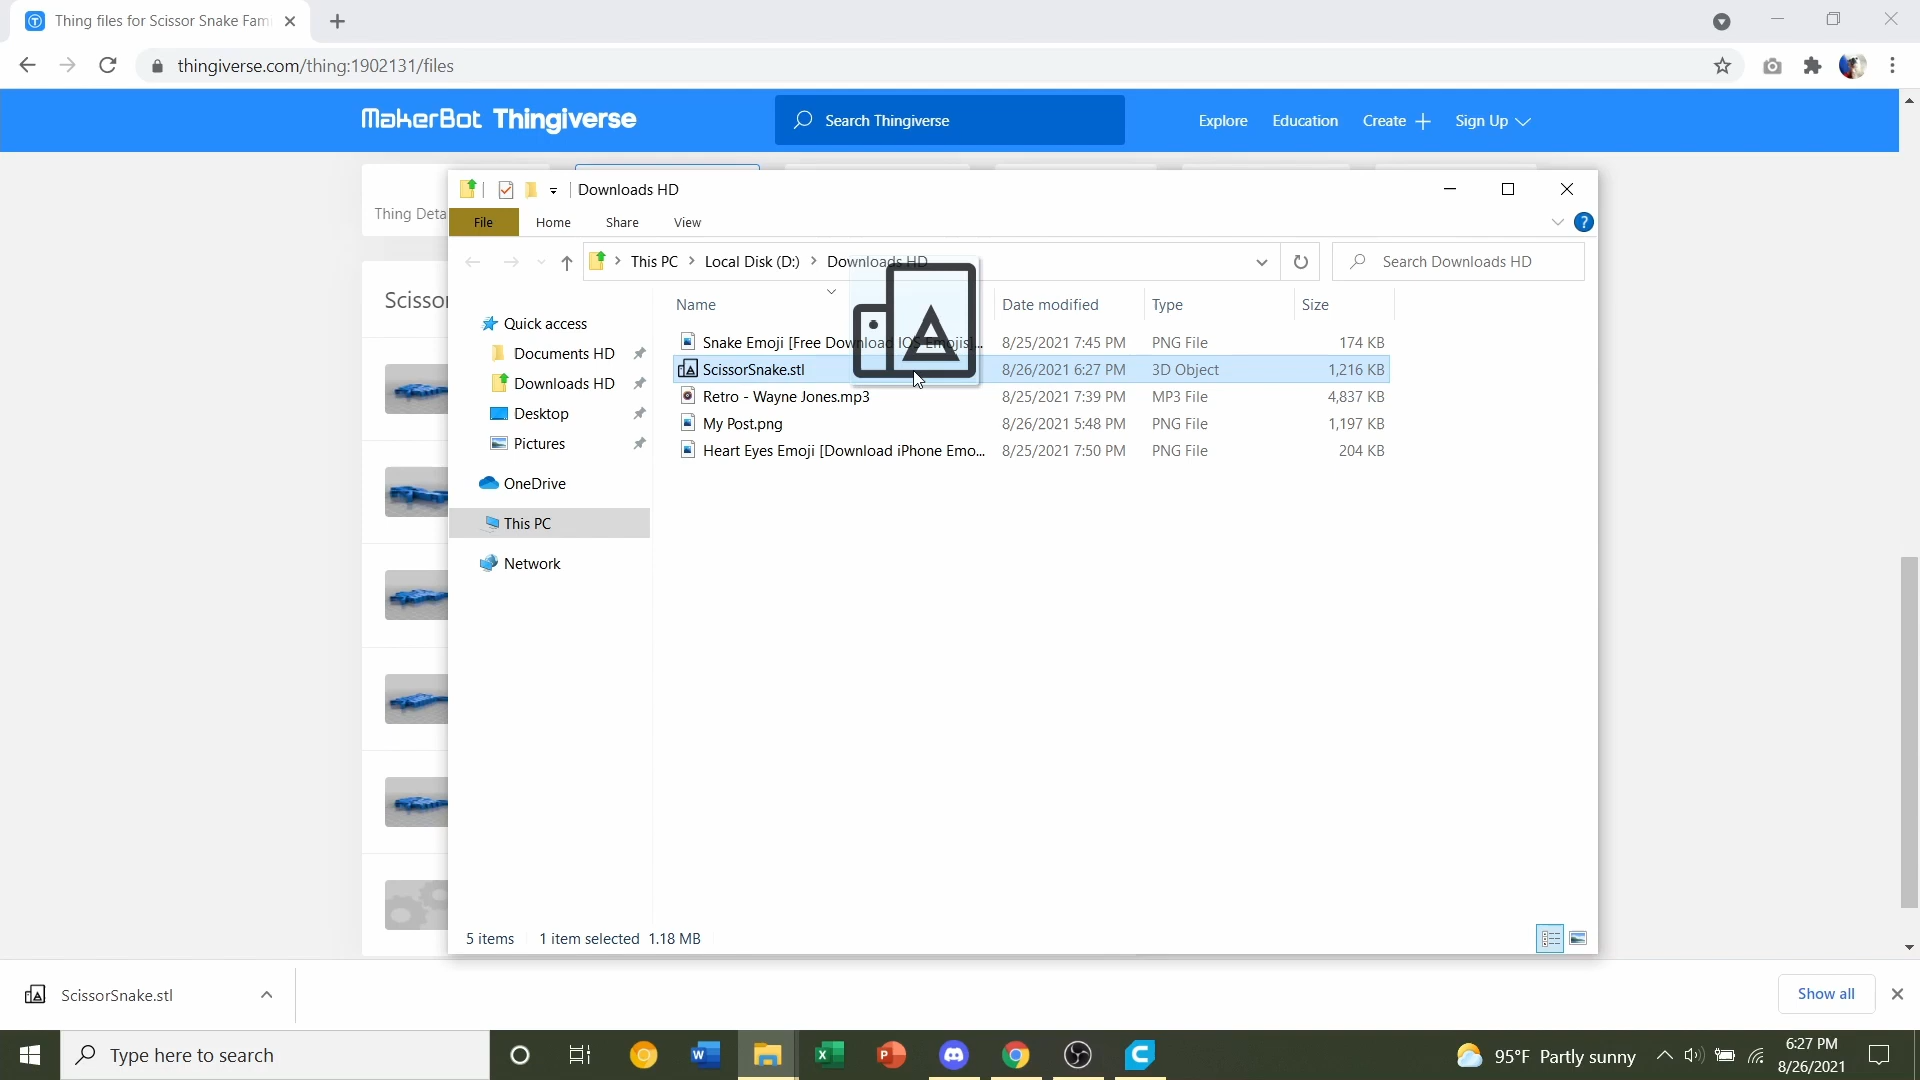 Thing files for Scissor Snake Fam
thingiverse.com/thing:1902131/files
MakerBot Thingiverse
Search Thingiverse
Explore
Education
Create
Sign Up
Thing Deta
Scissor
Downloads HD
File
Home
Share
View
?
This PC > Local Disk (D:) > Downloads HD
Search Downloads HD
Name
Date modified
Type
Size
Quick access
Documents HD
Downloads HD
Desktop
Pictures
OneDrive
This PC
Network
Snake Emoji [Free Download IOS Emojis]... 8/25/2021 7:45 PM PNG File 174 KB
ScissorSnake.stl 8/26/2021 6:27 PM 3D Object 1,216 KB
Retro - Wayne Jones.mp3 8/25/2021 7:39 PM MP3 File 4,837 KB
My Post.png 8/26/2021 5:48 PM PNG File 1,197 KB
Heart Eyes Emoji [Download iPhone Emo... 8/25/2021 7:50 PM PNG File 204 KB
5 items
1 item selected 1.18 MB
ScissorSnake.stl
Show all
Type here to search
95°F Partly sunny
6:27 PM
8/26/2021